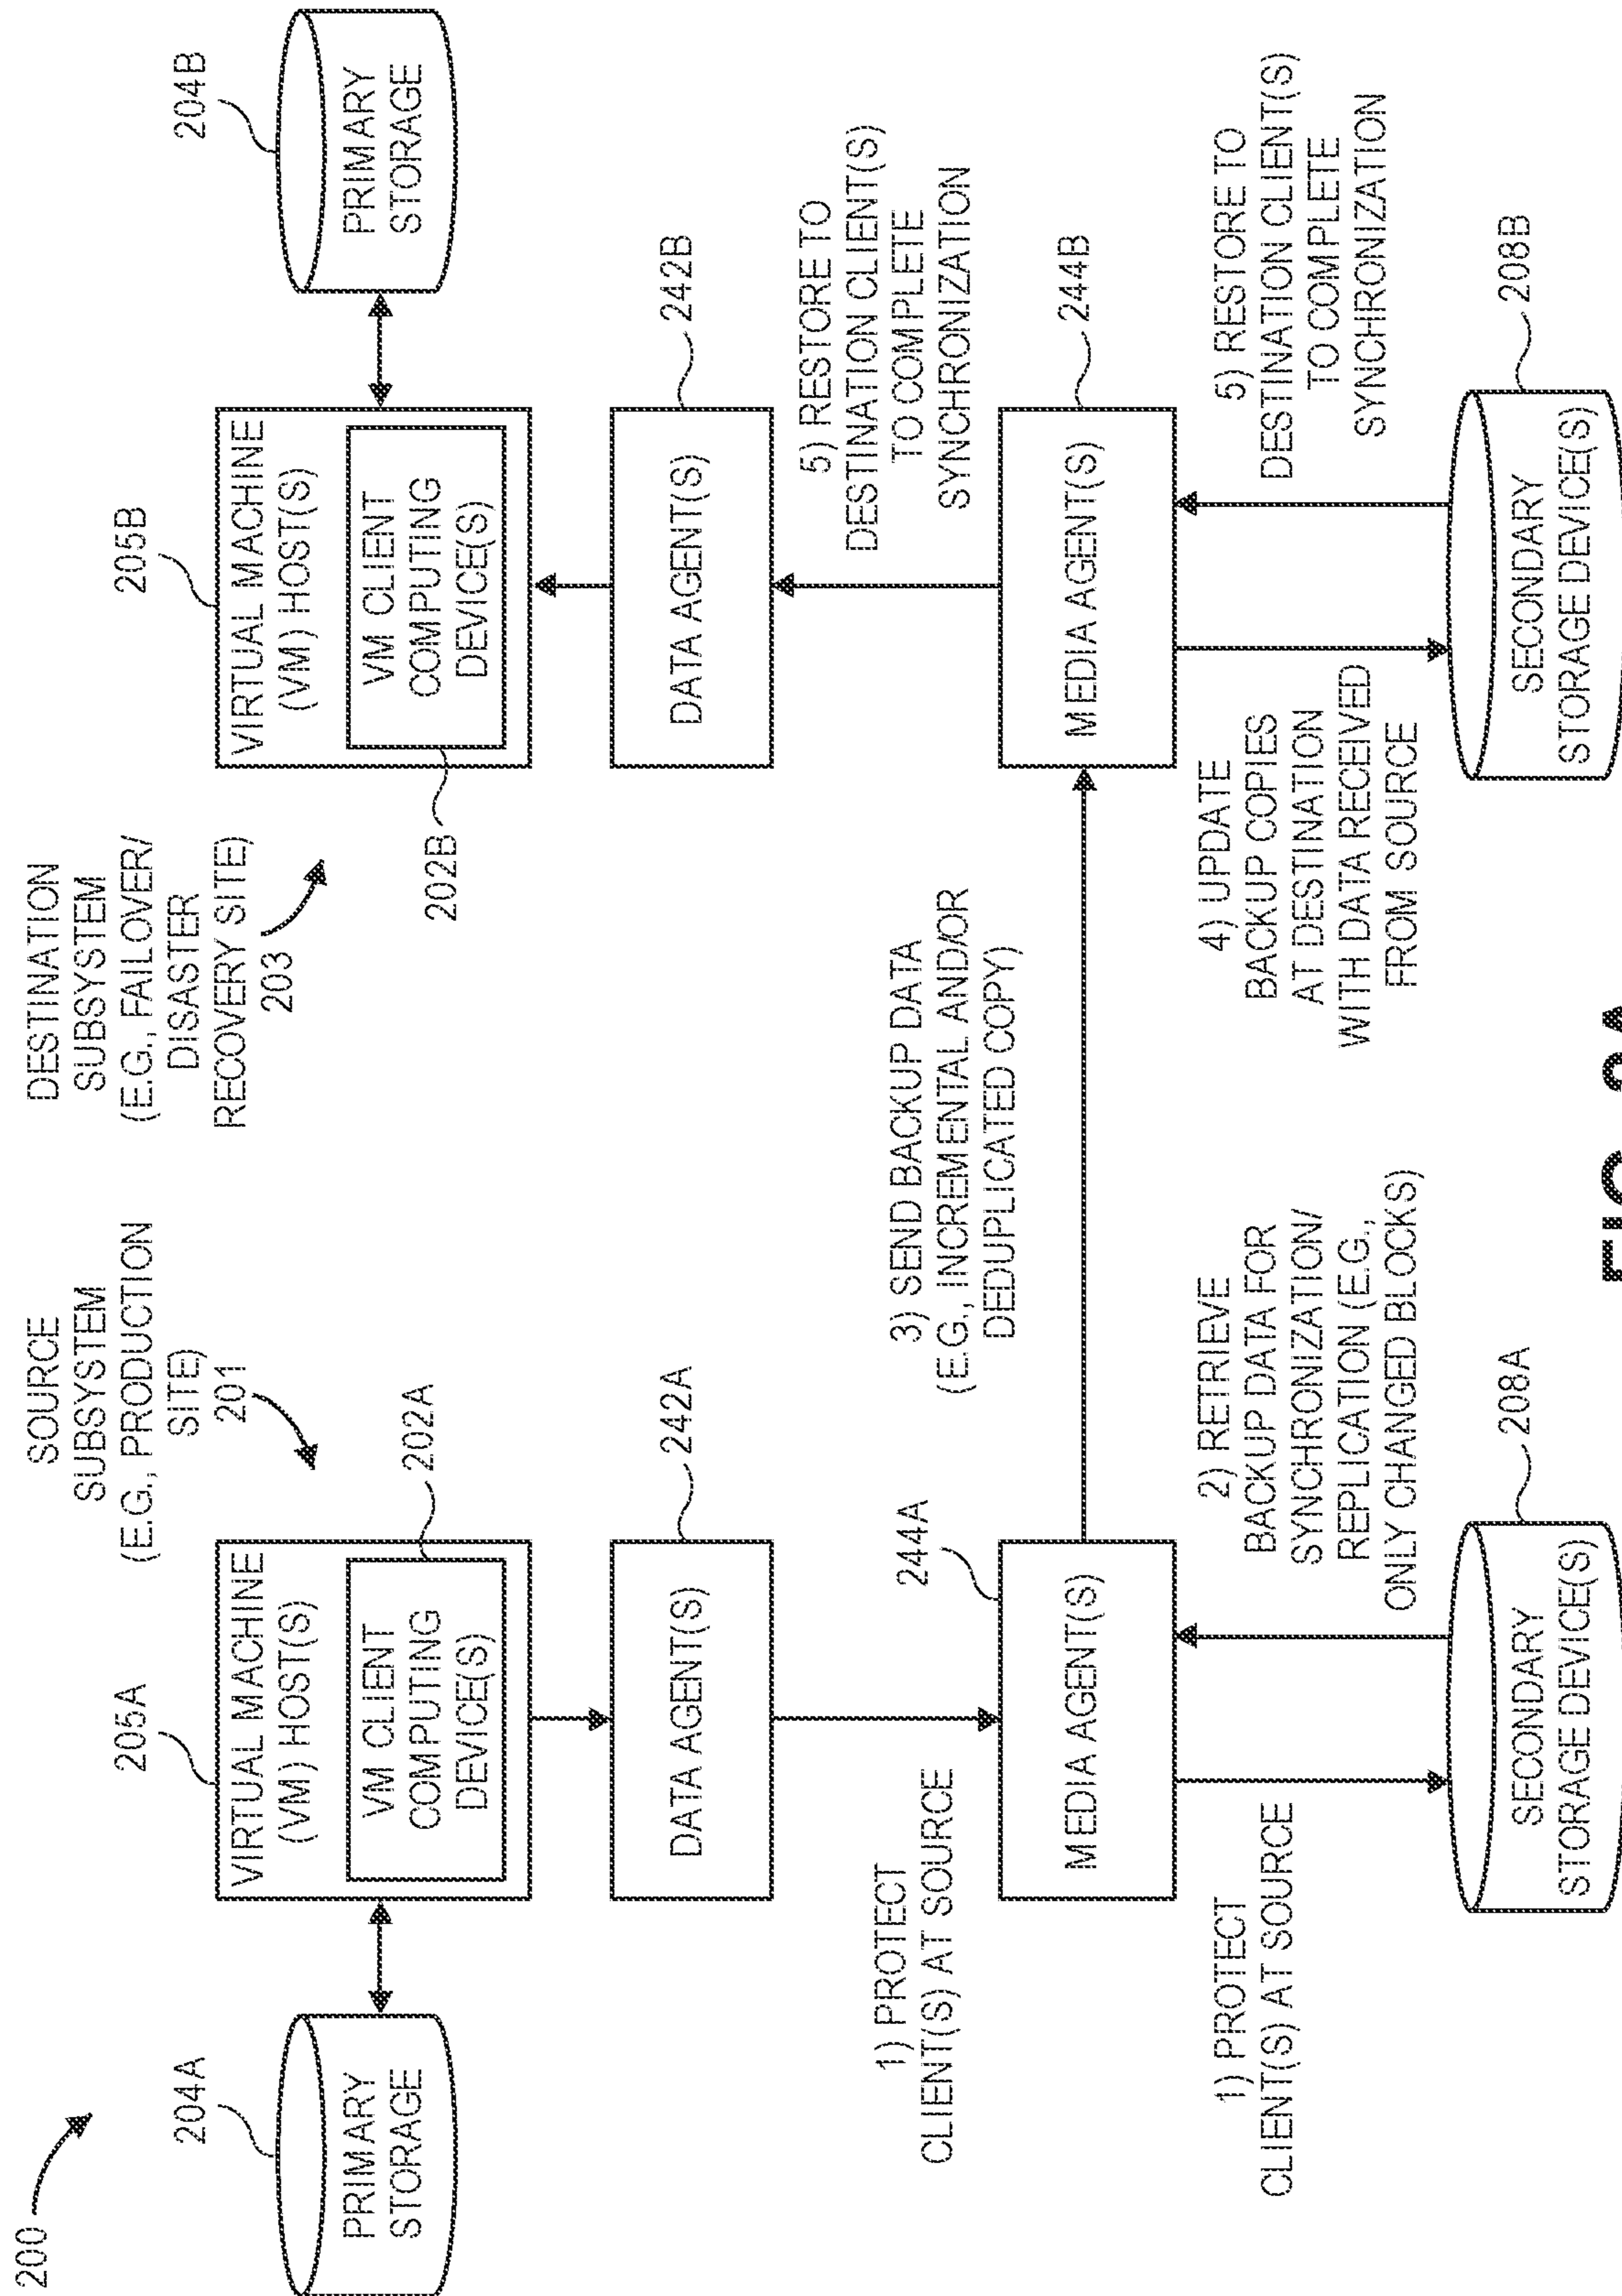 200
SOURCE
SUBSYSTEM
(E.G., PRODUCTION
SITE)
201
DESTINATION
SUBSYSTEM
(E.G., FAILOVER/
DISASTER
RECOVERY SITE)
203
204A
PRIMARY
STORAGE
205A
VIRTUAL MACHINE
(VM) HOST(S)
VM CLIENT
COMPUTING
DEVICE(S)
202A
205B
VIRTUAL MACHINE
(VM) HOST(S)
VM CLIENT
COMPUTING
DEVICE(S)
202B
204B
PRIMARY
STORAGE
DATA AGENT(S)
242A
DATA AGENT(S)
242B
1) PROTECT
CLIENT(S) AT SOURCE
244A
3) SEND BACKUP DATA
(E.G., INCREMENTAL AND/OR
DEDUPLICATED COPY)
5) RESTORE TO
DESTINATION CLIENT(S)
TO COMPLETE
SYNCHRONIZATION
MEDIA AGENT(S)
MEDIA AGENT(S)
244B
1) PROTECT
CLIENT(S) AT SOURCE
2) RETRIEVE
BACKUP DATA FOR
SYNCHRONIZATION/
REPLICATION (E.G.,
ONLY CHANGED BLOCKS)
4) UPDATE
BACKUP COPIES
AT DESTINATION
WITH DATA RECEIVED
FROM SOURCE
5) RESTORE TO
DESTINATION CLIENT(S)
TO COMPLETE
SYNCHRONIZATION
SECONDARY
STORAGE DEVICE(S)
208A
SECONDARY
STORAGE DEVICE(S)
208B